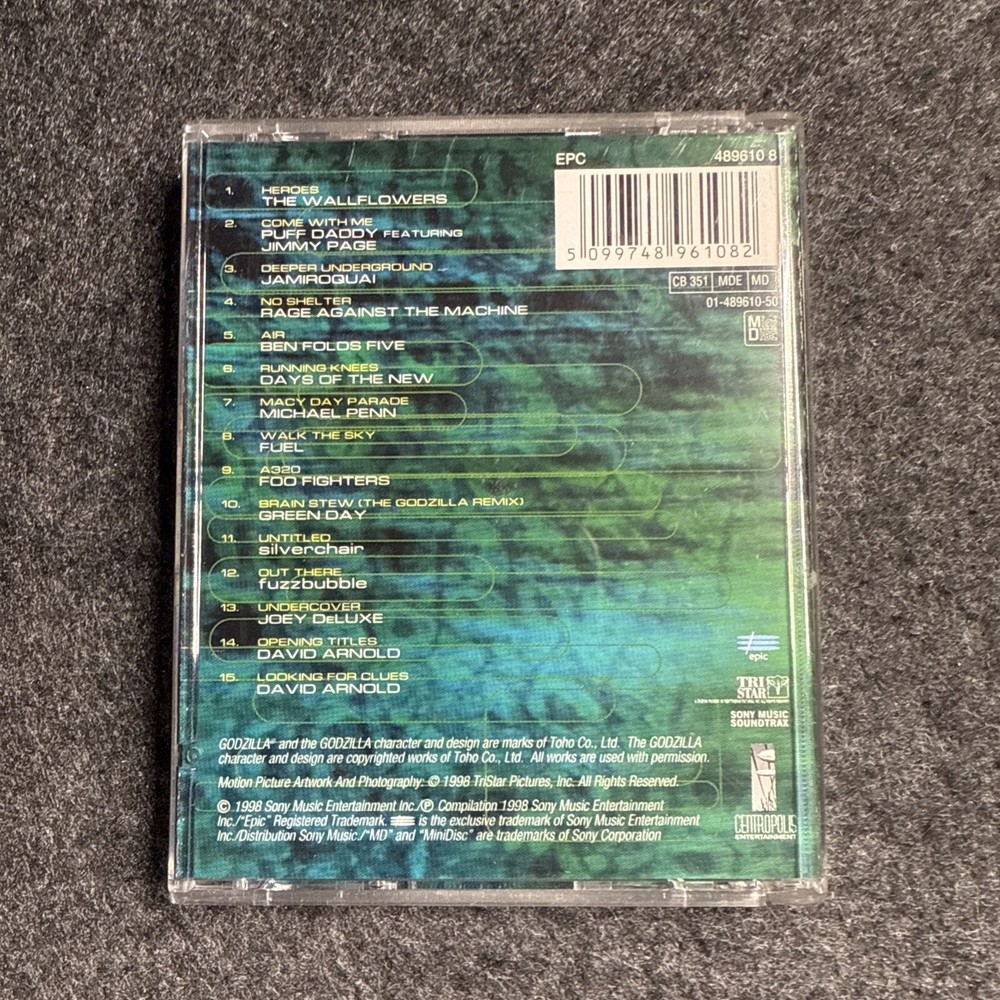 EPC 489610 8
5 099748 961082
CB 351 MDE MD
01-489610-50
1. HEROES
THE WALLFLOWERS
2. COME WITH ME
PUFF DADDY FEATURING
JIMMY PAGE
3. DEEPER UNDERGROUND
JAMIROQUAI
4. NO SHELTER
RAGE AGAINST THE MACHINE
5. AIR
BEN FOLDS FIVE
6. RUNNING KNEES
DAYS OF THE NEW
7. MACY DAY PARADE
MICHAEL PENN
8. WALK THE SKY
FUEL
9. A320
FOO FIGHTERS
10. BRAIN STEW (THE GODZILLA REMIX)
GREEN DAY
11. UNTITLED
silverchair
12. OUT THERE
fuzzbubble
13. UNDERCOVER
JOEY DeLUXE
14. OPENING TITLES
DAVID ARNOLD
15. LOOKING FOR CLUES
DAVID ARNOLD
epic
TRI
STAR
SONY MUSIC
SOUNDTRAX
CENTROPOLIS
ENTERTAINMENT
GODZILLA® and the GODZILLA character and design are marks of Toho Co., Ltd. The GODZILLA
character and design are copyrighted works of Toho Co., Ltd. All works are used with permission.
Motion Picture Artwork And Photography: © 1998 TriStar Pictures, Inc. All Rights Reserved.
© 1998 Sony Music Entertainment Inc./℗ Compilation 1998 Sony Music Entertainment
Inc./"Epic" Registered Trademark. is the exclusive trademark of Sony Music Entertainment
Inc./Distribution Sony Music/"MD" and "MiniDisc" are trademarks of Sony Corporation